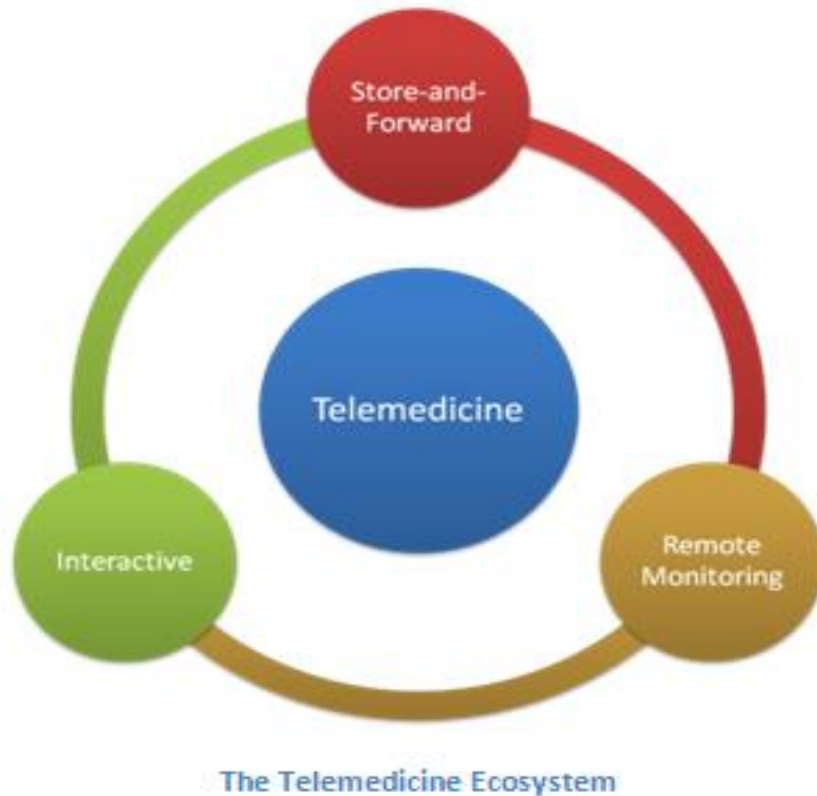 Store-and-
Forward
Telemedicine
Interactive
Remote
Monitoring
The Telemedicine Ecosystem